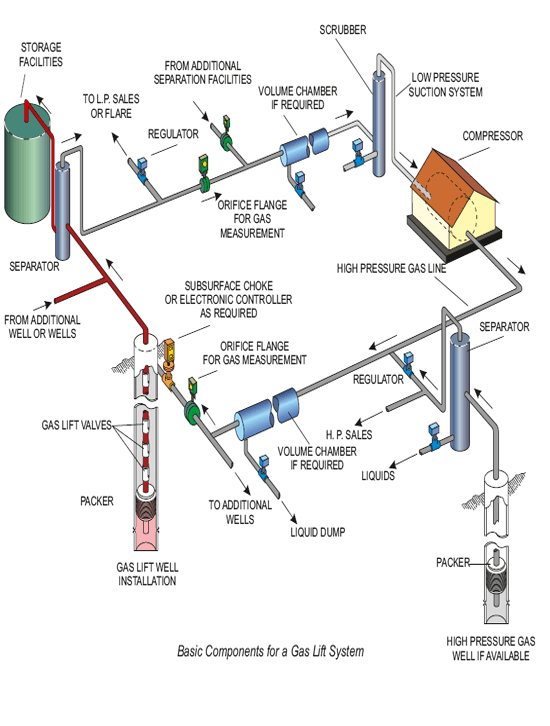 SCRUBBER
STORAGE
FACILITIES
FROM ADDITIONAL
SEPARATION FACILITIES
LOW PRESSURE
SUCTION SYSTEM
TO L.P. SALES
OR FLARE
VOLUME CHAMBER
IF REQUIRED
REGULATOR
COMPRESSOR
ORIFICE FLANGE
FOR GAS
MEASUREMENT
SEPARATOR
HIGH PRESSURE GAS LINE
SUBSURFACE CHOKE
OR ELECTRONIC CONTROLLER
AS REQUIRED
FROM ADDITIONAL
WELL OR WELLS
SEPARATOR
ORIFICE FLANGE
FOR GAS MEASUREMENT
REGULATOR
GAS LIFT VALVES
H. P. SALES
VOLUME CHAMBER
IF REQUIRED
LIQUIDS
PACKER
TO ADDITIONAL
WELLS
LIQUID DUMP
GAS LIFT WELL
INSTALLATION
PACKER
HIGH PRESSURE GAS
WELL IF AVAILABLE
Basic Components for a Gas Lift System